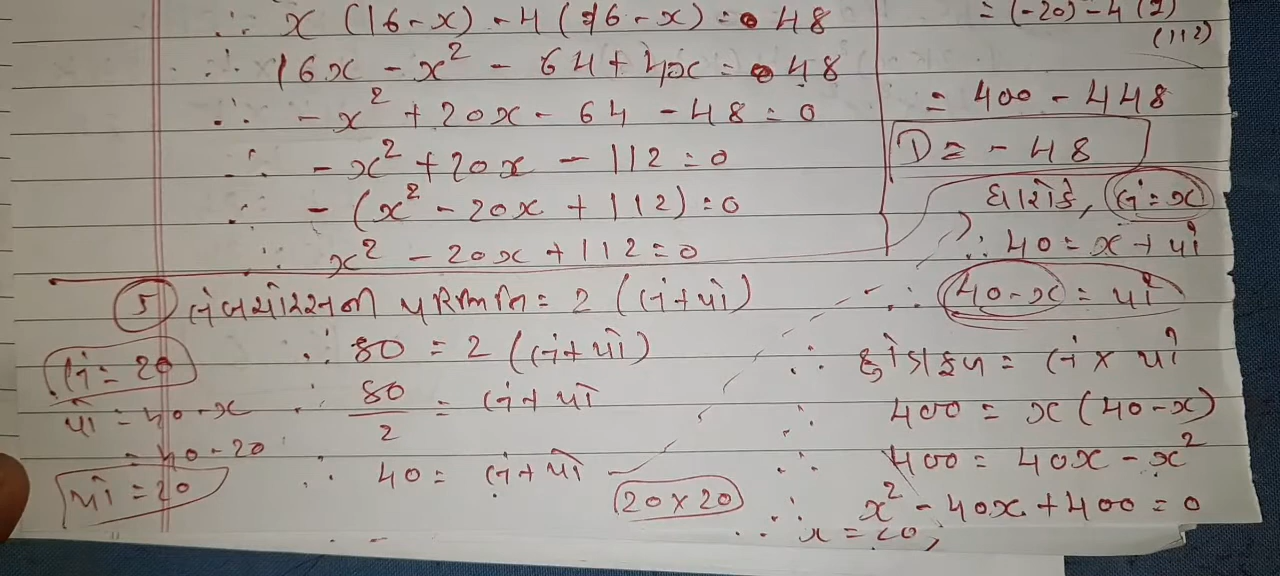 ∴ x (16-x) - 4 (16-x) = 48
∴ 16x - x² - 64 + 4x = 48
∴ - x² + 20x - 64 - 48 = 0
∴ - x² + 20x - 112 = 0
∴ - (x² - 20x + 112) = 0
∴ x² - 20x + 112 = 0
= (-20) - 4 (1)
(112)
= 400 - 448
D = - 48
ધારોકે, લં = x
∴ 40 = x + પૉ
∴ 40-x = પૉ
5 લંબચોરસની પરિમિતિ = 2 (લં + પૉ)
∴ 80 = 2 (લં + પૉ)
∴ 80/2 = લં + પૉ
∴ 40 = લં + પૉ
લં = 20
પૉ = 40-x
= 40-20
પૉ = 20
20 x 20
∴ ક્ષેત્રફળ = લં x પૉ
∴ 400 = x (40-x)
∴ 400 = 40x - x²
∴ x² - 40x + 400 = 0
∴ x = 20,